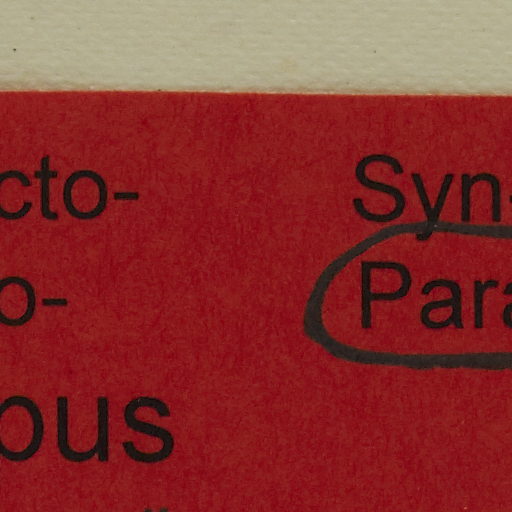 cto- Syn-
o- Para
ous